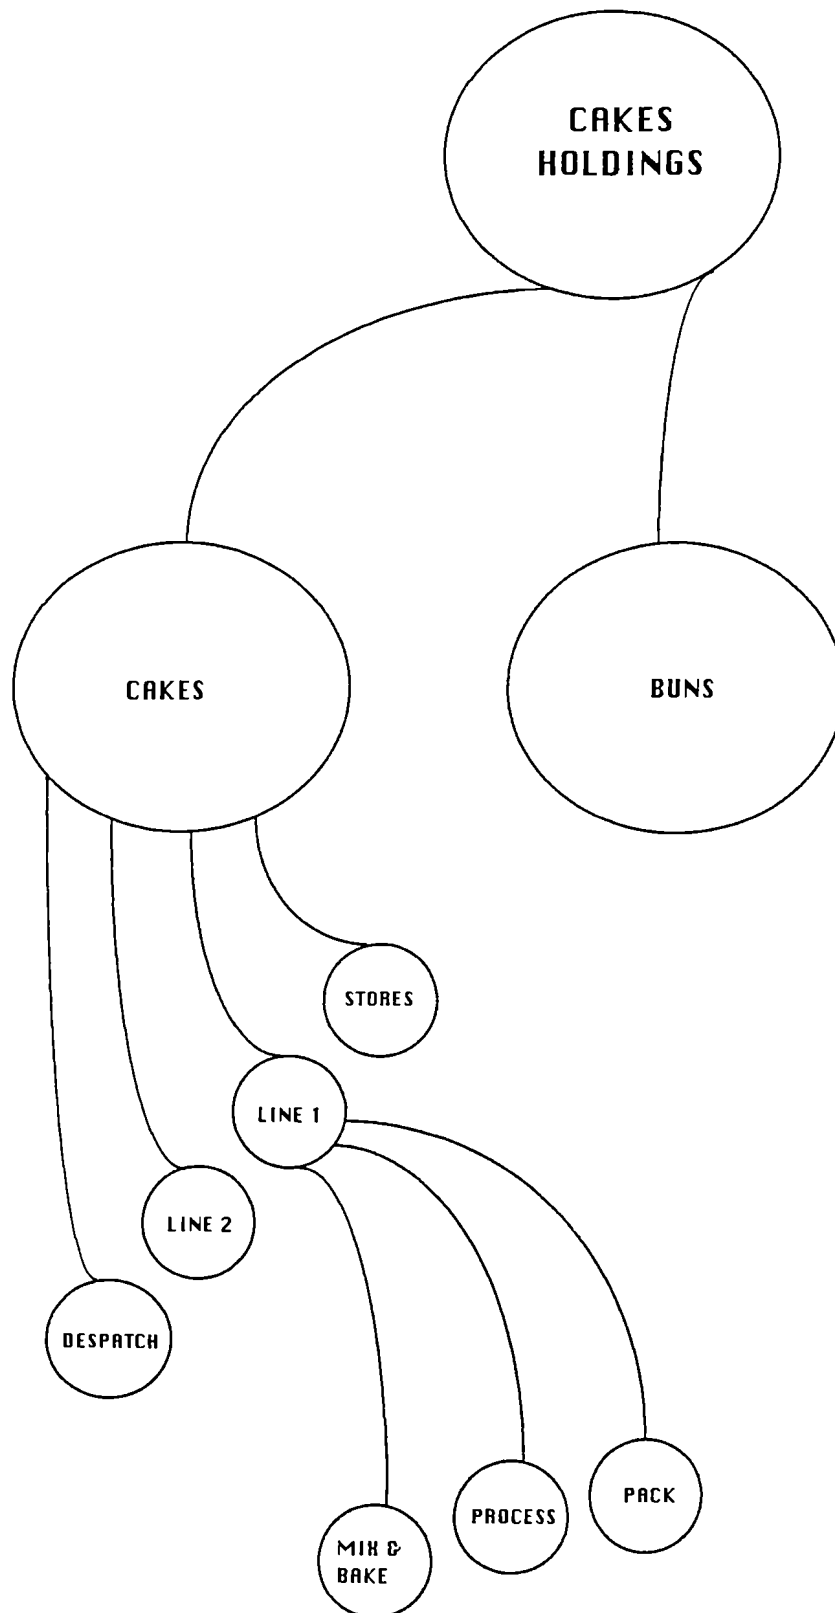 CAKES
HOLDINGS
CAKES
BUNS
STORES
LINE 1
LINE 2
DESPATCH
PACK
PROCESS
MIX &
BAKE